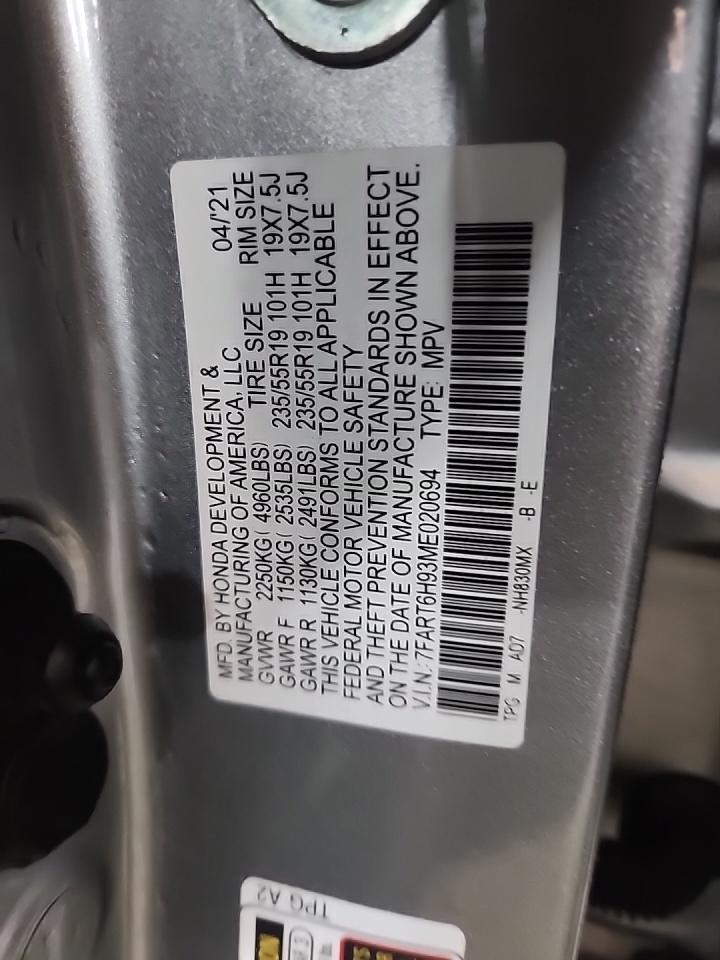 MFD. BY HONDA DEVELOPMENT & 04/'21
MANUFACTURING OF AMERICA, LLC
TIRE SIZE RIM SIZE
GVWR 2250KG( 4960LBS)
GAWR F 1150KG( 2535LBS) 235/55R19 101H 19X7.5J
GAWR R 1130KG( 2491LBS) 235/55R19 101H 19X7.5J
THIS VEHICLE CONFORMS TO ALL APPLICABLE
FEDERAL MOTOR VEHICLE SAFETY
AND THEFT PREVENTION STANDARDS IN EFFECT
ON THE DATE OF MANUFACTURE SHOWN ABOVE.
V.I.N.: 7FART6H93ME020694 TYPE: MPV
TPG M A07 -NH830MX -B -E
TPG A2